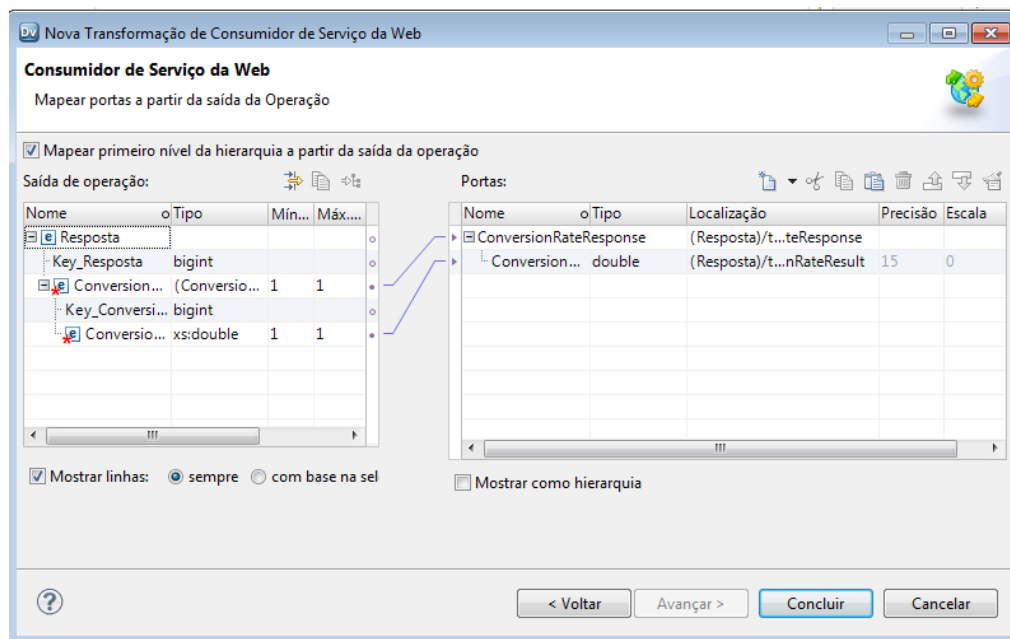 Dv Nova Transformação de Consumidor de Serviço da Web
Consumidor de Serviço da Web
Mapear portas a partir da saída da Operação
Mapear primeiro nível da hierarquia a partir da saída da operação
Saída de operação:
Nome Tipo Mín... Máx....
Resposta
Key_Resposta bigint
Conversion... (Conversio... 1 1
Key_Conversi... bigint
Conversio... xs:double 1 1
Mostrar linhas: sempre com base na sel
Portas:
Nome Tipo Localização Precisão Escala
ConversionRateResponse (Resposta)/t...teResponse
Conversion... double (Resposta)/t...nRateResult 15 0
Mostrar como hierarquia
? < Voltar Avançar > Concluir Cancelar